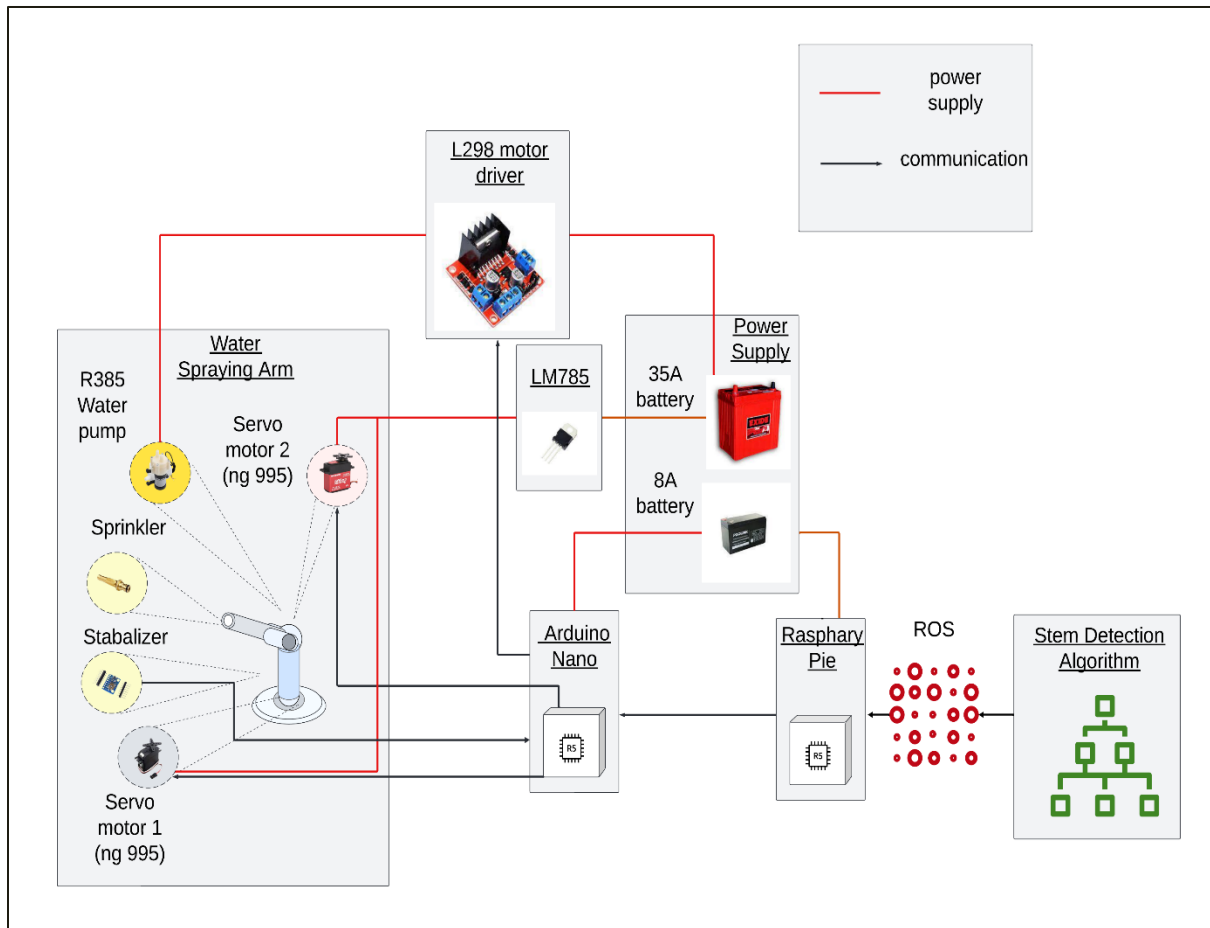 power
supply
communication
L298 motor
driver
Water
Spraying Arm
R385
Water
pump
Servo
motor 2
(ng 995)
Sprinkler
Stabalizer
Servo
motor 1
(ng 995)
LM785
Power
Supply
35A
battery
8A
battery
Arduino
Nano
R5
Rasphary
Pie
R5
ROS
Stem Detection
Algorithm